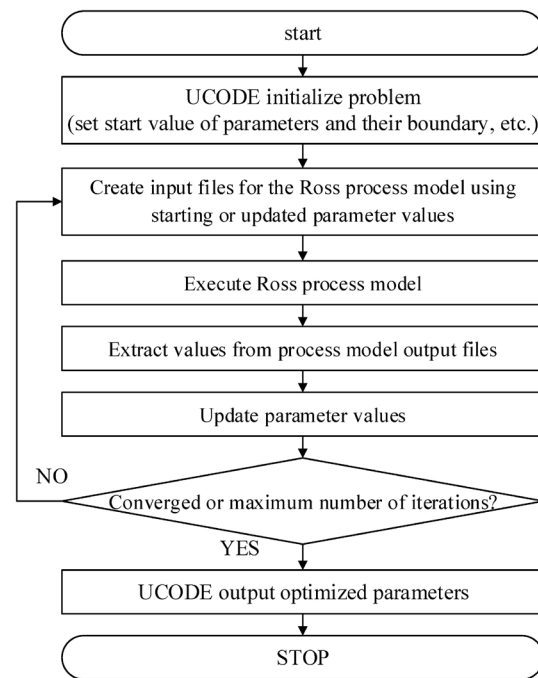 start
UCODE initialize problem
(set start value of parameters and their boundary, etc.)
Create input files for the Ross process model using
starting or updated parameter values
Execute Ross process model
Extract values from process model output files
Update parameter values
NO
Converged or maximum number of iterations?
YES
UCODE output optimized parameters
STOP